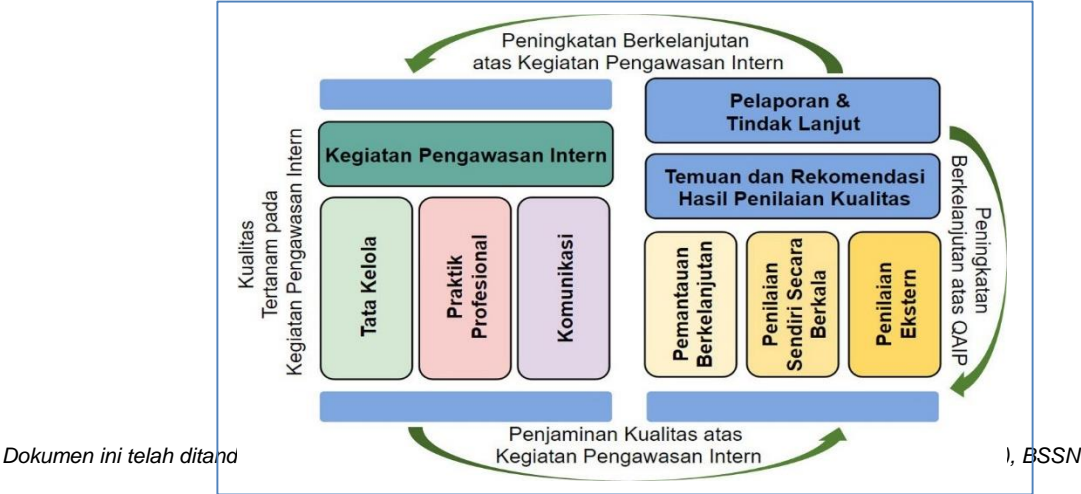 Peningkatan Berkelanjutan
atas Kegiatan Pengawasan Intern
Kualitas
Tertanam pada
Kegiatan Pengawasan Intern
Kegiatan Pengawasan Intern
Tata Kelola
Praktik
Profesional
Komunikasi
Pelaporan &
Tindak Lanjut
Temuan dan Rekomendasi
Hasil Penilaian Kualitas
Pemantauan
Berkelanjutan
Penilaian
Sendiri Secara
Berkala
Penilaian
Ekstern
Peningkatan
Berkelanjutan atas QAIP
Penjaminan Kualitas atas
Kegiatan Pengawasan Intern
Dokumen ini telah , BSSN